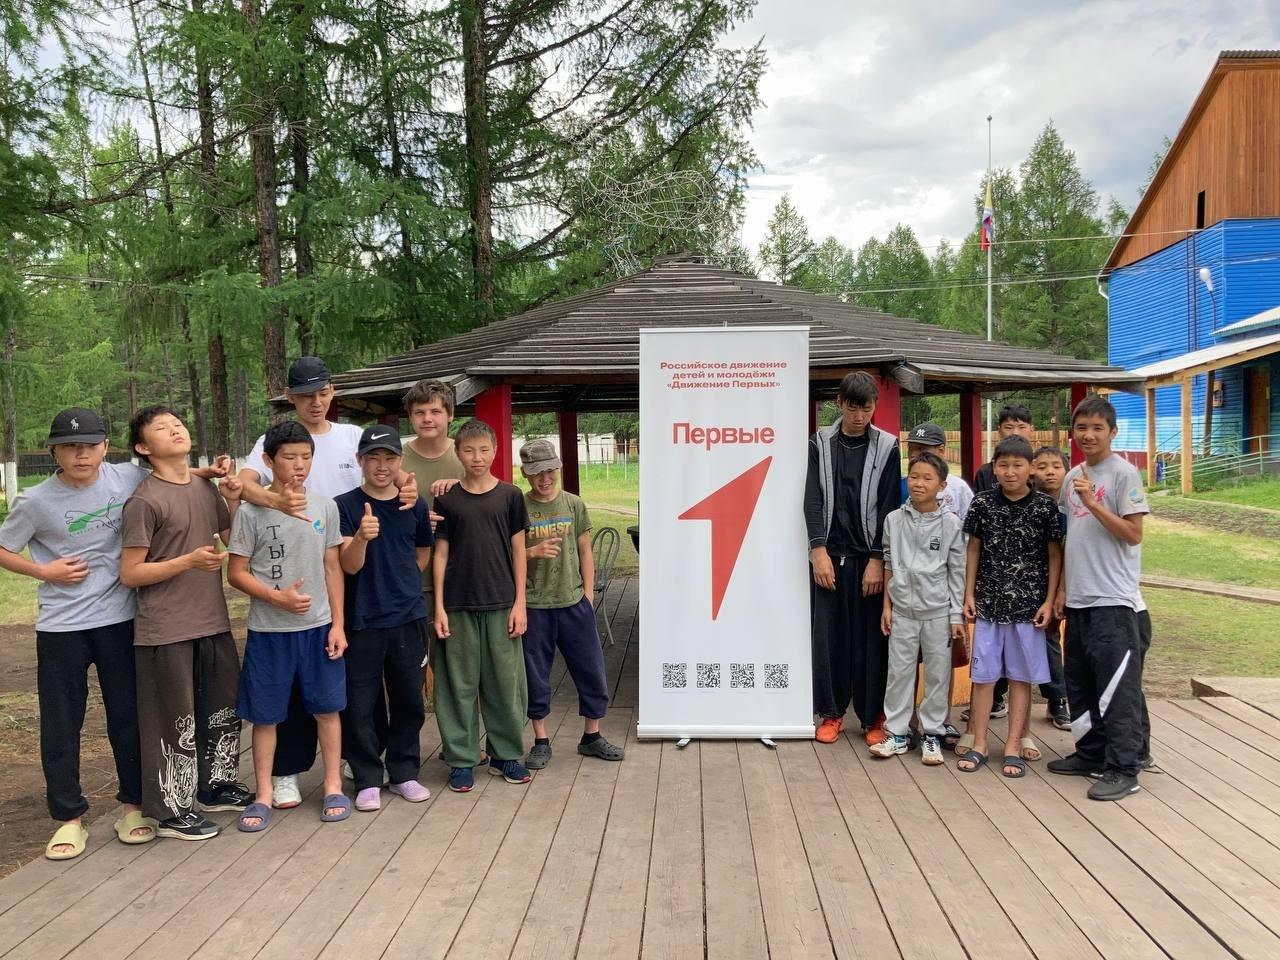 Российское движение
детей и молодёжи
«Движение Первых»
Первые
ТЫВА
FINEST